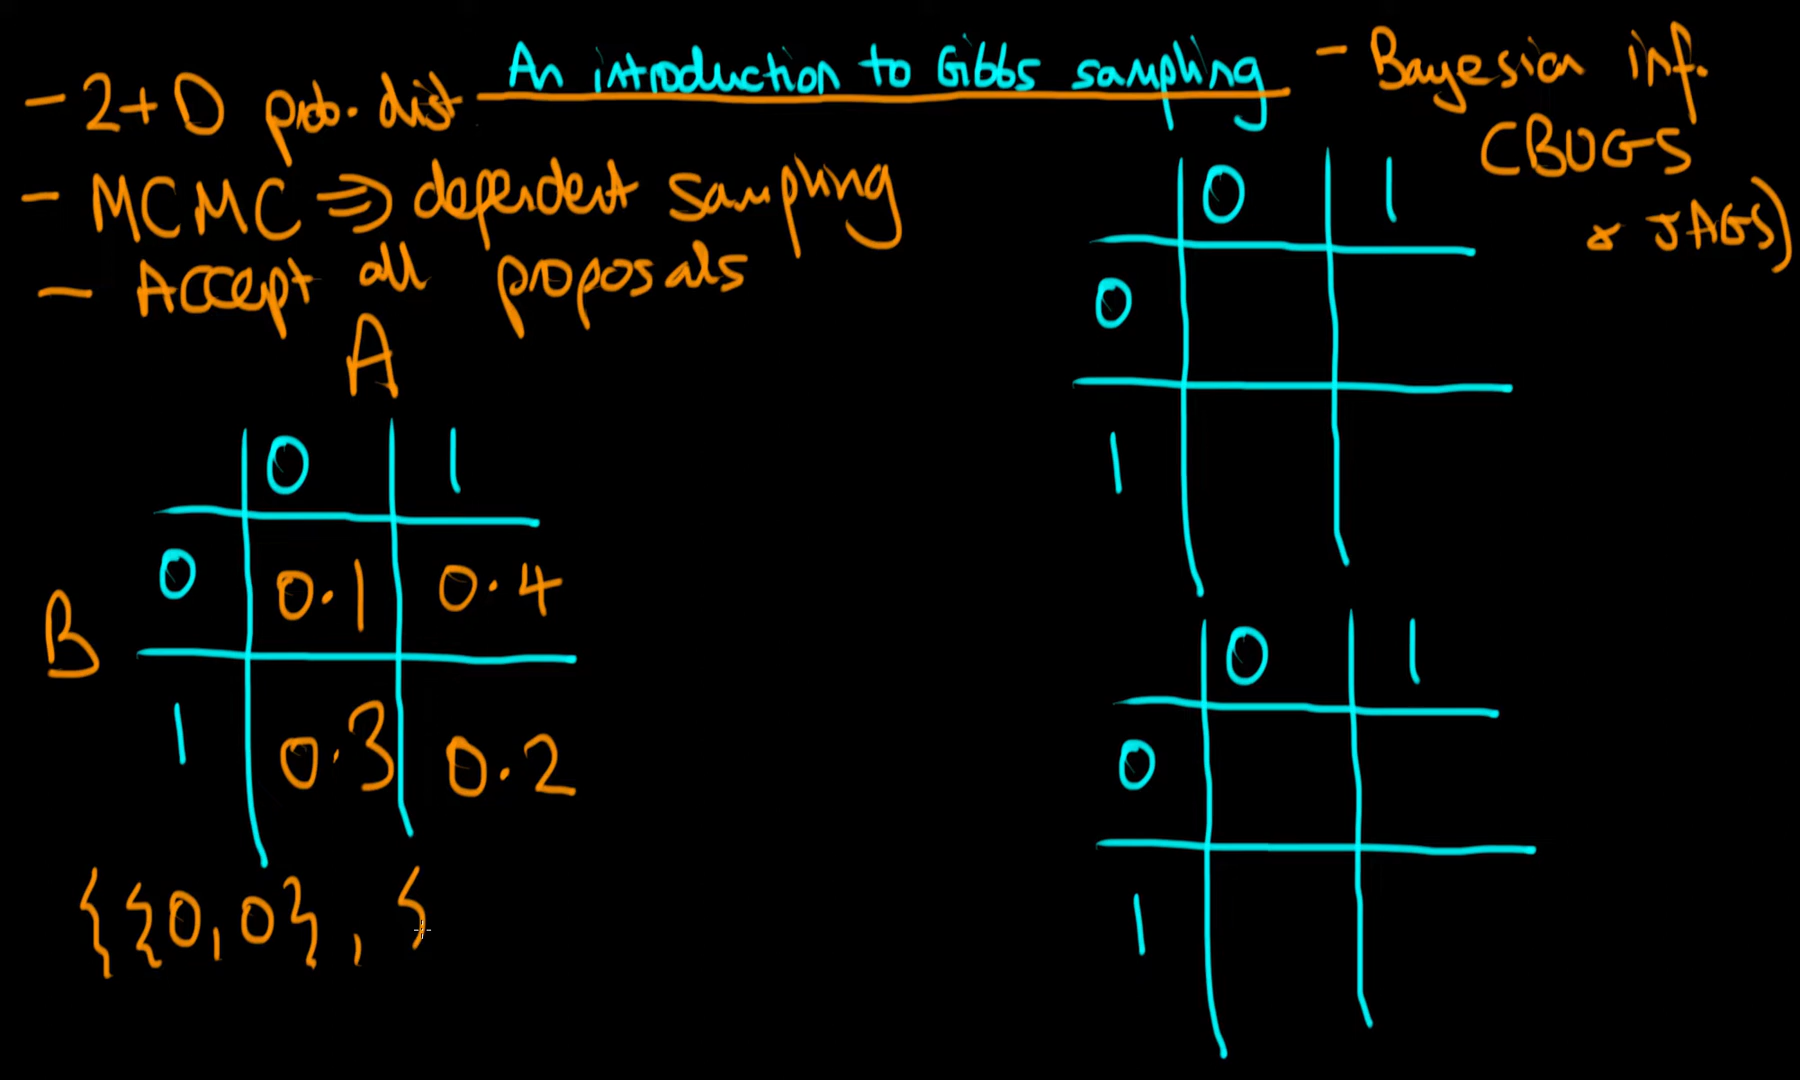 An introduction to Gibbs sampling
- 2+D prob. dist
- MCMC ⇒ dependent sampling
- Accept all proposals
- Bayesian inf.
(BUGS
& JAGS)
A
0 1
B
0 0.1 0.4
1 0.3 0.2
{{0,0}, {
0 1
0
1
0 1
0
1